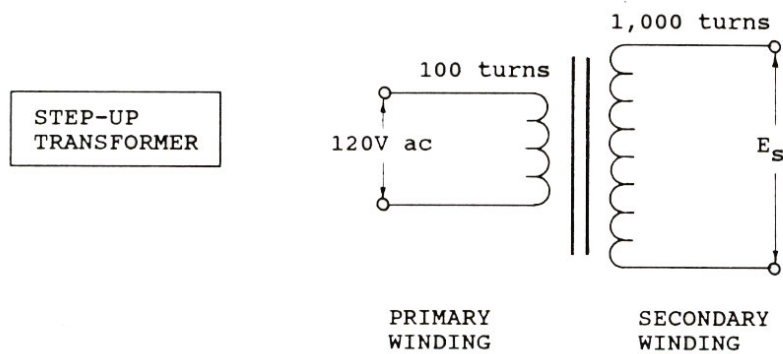 1,000 turns
100 turns
STEP-UP
TRANSFORMER
120V ac
Es
PRIMARY
WINDING
SECONDARY
WINDING